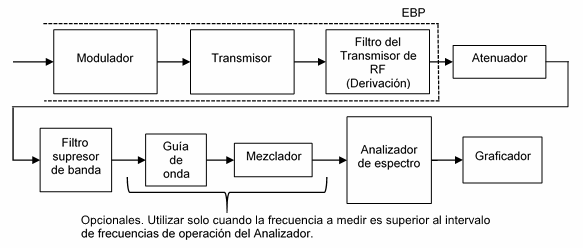 EBP
Modulador
Transmisor
Filtro del
Transmisor de
RF
(Derivación)
Atenuador
Filtro
supresor
de banda
Guía
de
onda
Mezclador
Analizador
de espectro
Graficador
Opcionales. Utilizar solo cuando la frecuencia a medir es superior al intervalo
de frecuencias de operación del Analizador.